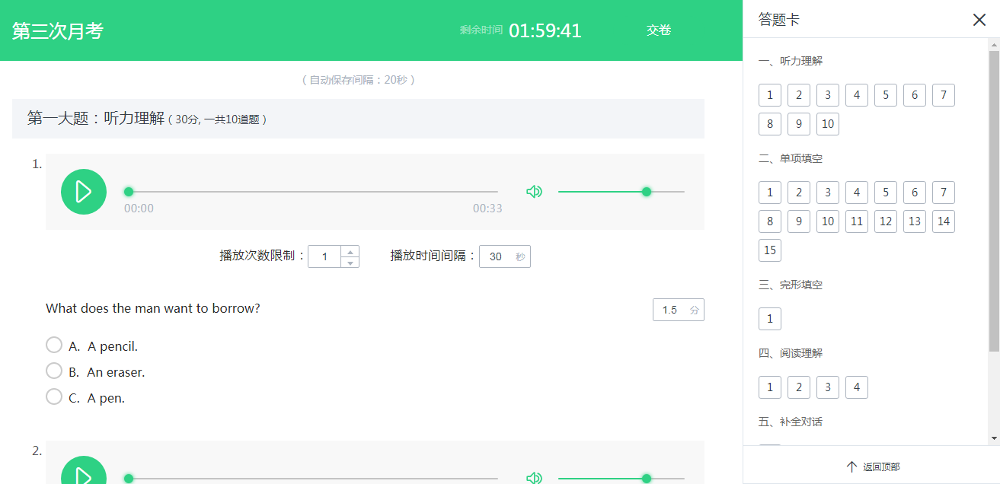 第三次月考
剩余时间 01:59:41 交卷
( 自动保存间隔：20秒 )
第一大题：听力理解 ( 30分, 一共10道题 )
1.
00:00 00:33
播放次数限制： 1 播放时间间隔： 30 秒
What does the man want to borrow? 1.5 分
A. A pencil.
B. An eraser.
C. A pen.
2.
答题卡
一、听力理解
1 2 3 4 5 6 7
8 9 10
二、单项填空
1 2 3 4 5 6 7
8 9 10 11 12 13 14
15
三、完形填空
1
四、阅读理解
1 2 3 4
五、补全对话
返回顶部